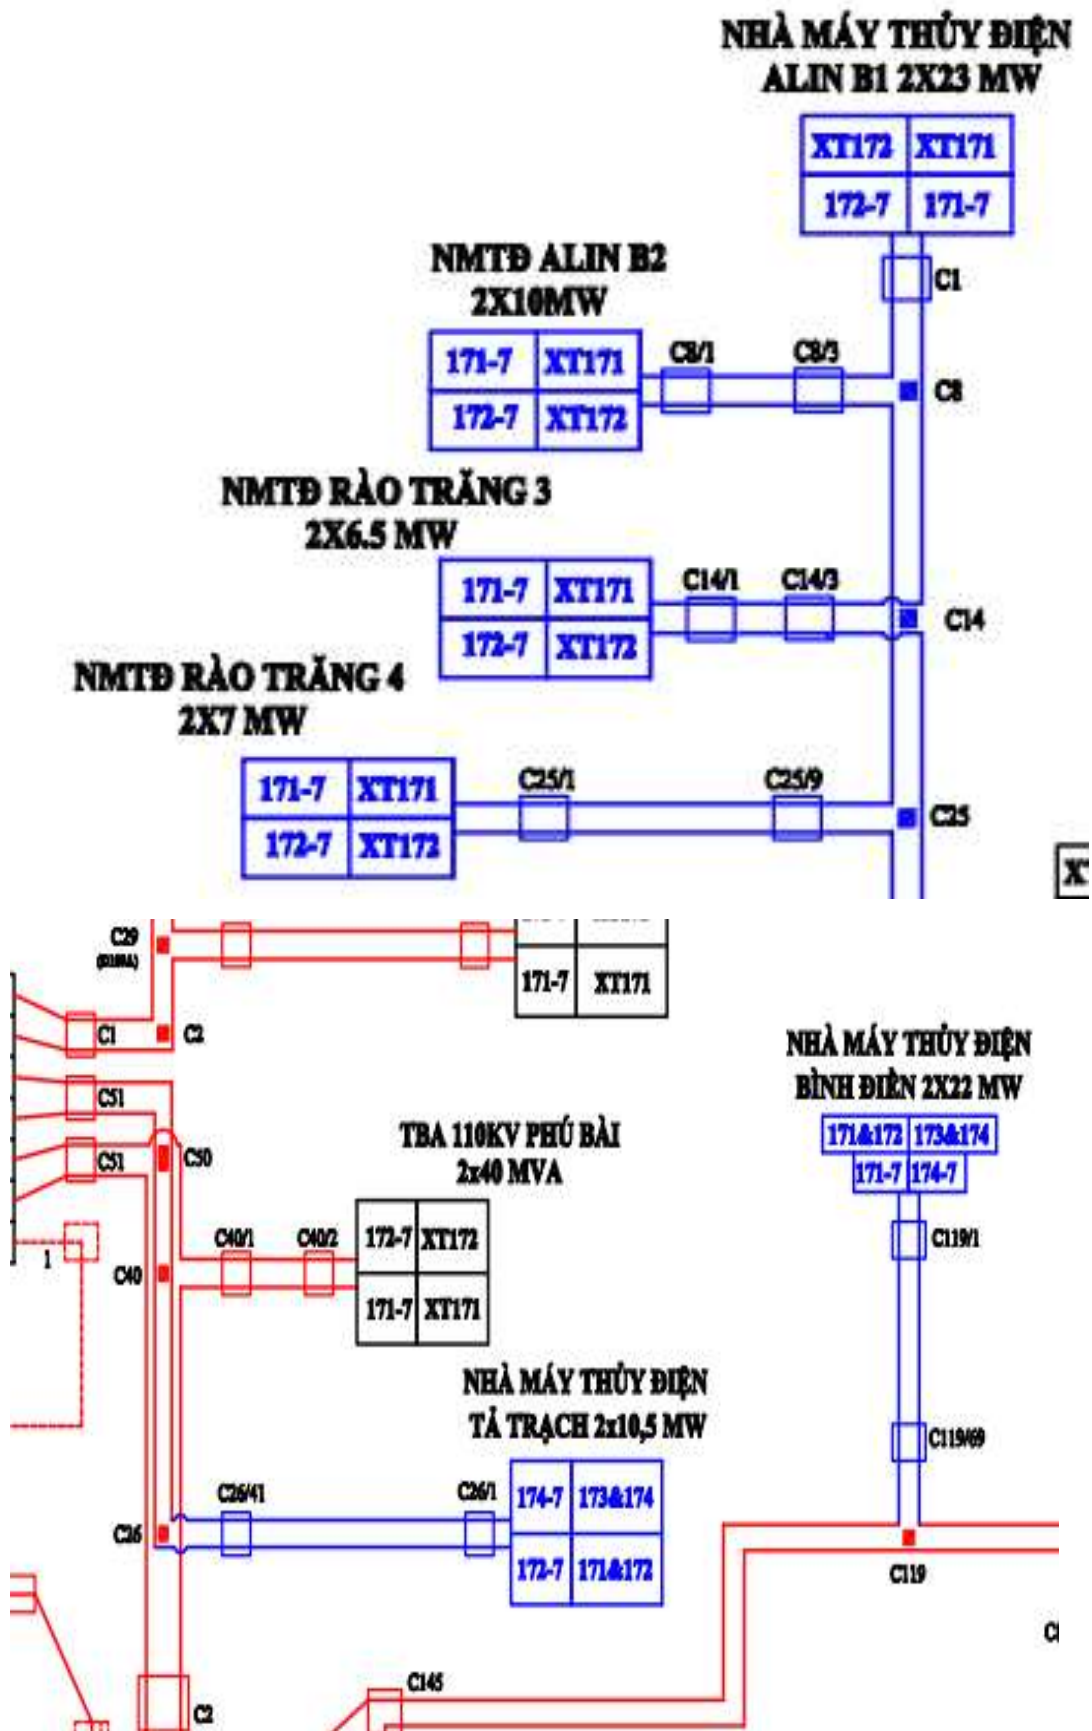 NHÀ MÁY THỦY ĐIỆN
ALIN B1 2X23 MW
XT172 XT171
172-7 171-7
C1
NMTĐ ALIN B2
2X10MW
171-7 XT171
172-7 XT172
C8/1 C8/3
C8
NMTĐ RÀO TRĂNG 3
2X6.5 MW
171-7 XT171
172-7 XT172
C14/1 C14/3
C14
NMTĐ RÀO TRĂNG 4
2X7 MW
171-7 XT171
172-7 XT172
C25/1 C25/9
C25
C29
171-7 XT171
C1 C2
C51
C51 C50
NHÀ MÁY THỦY ĐIỆN
BÌNH ĐIỀN 2X22 MW
171&172 173&174
171-7 174-7
C119/1
C119/69
C119
TBA 110KV PHÚ BÀI
2x40 MVA
1
C40/1 C40/2
172-7 XT172
171-7 XT171
C40
NHÀ MÁY THỦY ĐIỆN
TẢ TRẠCH 2x10,5 MW
C26/41 C26/1
174-7 173&174
172-7 171&172
C26
C145
C2